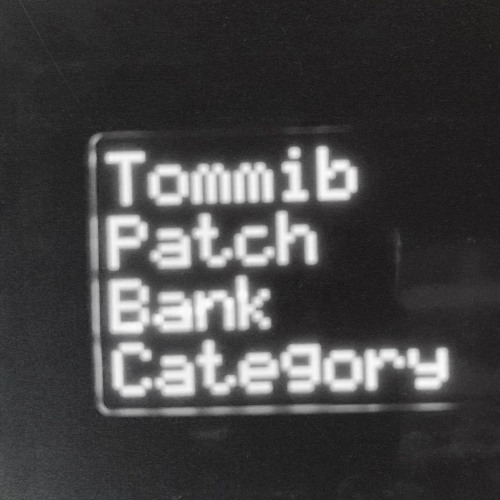 Tommib
Patch
Bank
Category